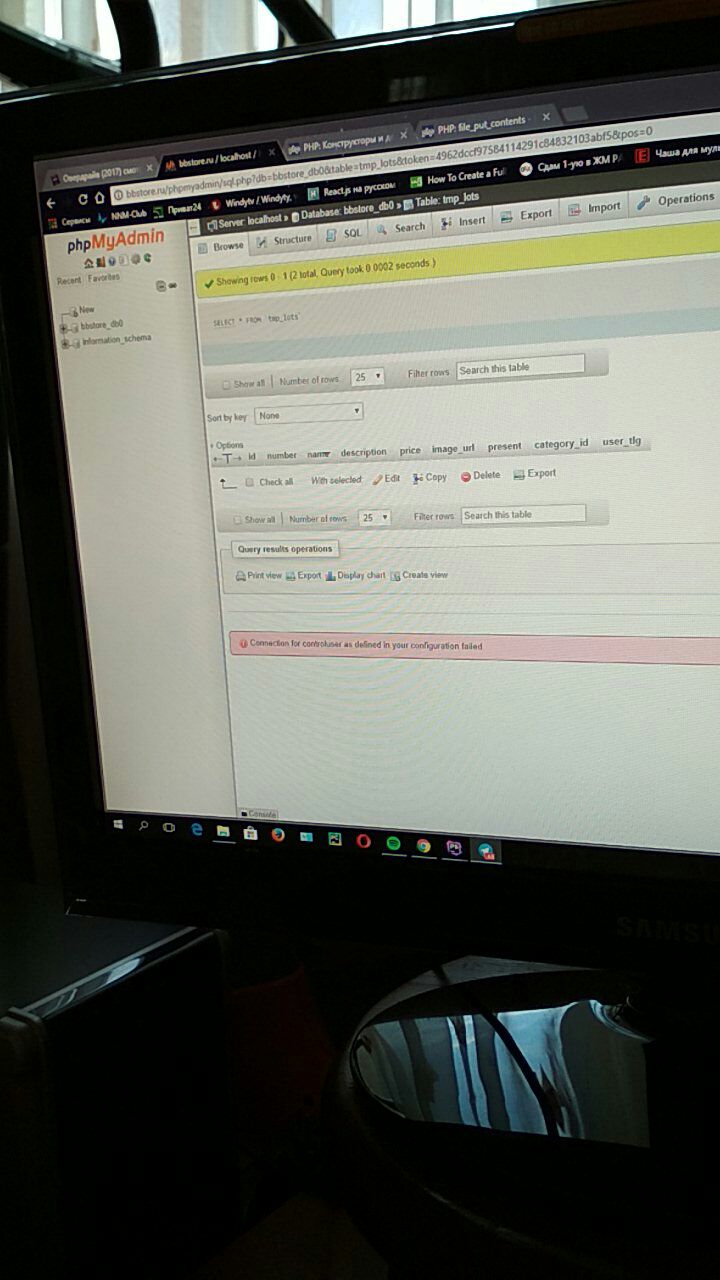 (2017)
bbstore.ru / localhost /
PHP: Конструкторы и д
PHP: file_put_contents -
bbstore.ru/phpmyadmin/sql.php?db=bbstore_db0&table=tmp_lots&token=4962dccf97584114291c84832103abf5&pos=0
Сервисы NNM-Club Приват24 Windytv / Windyty, React.js на русском How To Create a Ful Сдам 1-ую в ЖМ Р E Чаша для мул
phpMyAdmin
Recent Favorites
New
bbstore_db0
information_schema
Server: localhost » Database: bbstore_db0 » Table: tmp_lots
Browse Structure SQL Search Insert Export Import Operations
Showing rows 0 - 1 (2 total, Query took 0.0002 seconds.)
SELECT * FROM `tmp_lots`
Show all | Number of rows: 25 Filter rows: Search this table
Sort by key: None
+ Options
←T→ id number name description price image_url present category_id user_tlg
Check all With selected: Edit Copy Delete Export
Show all | Number of rows: 25 Filter rows: Search this table
Query results operations
Print view Export Display chart Create view
Connection for controluser as defined in your configuration failed
Console
SAMSU